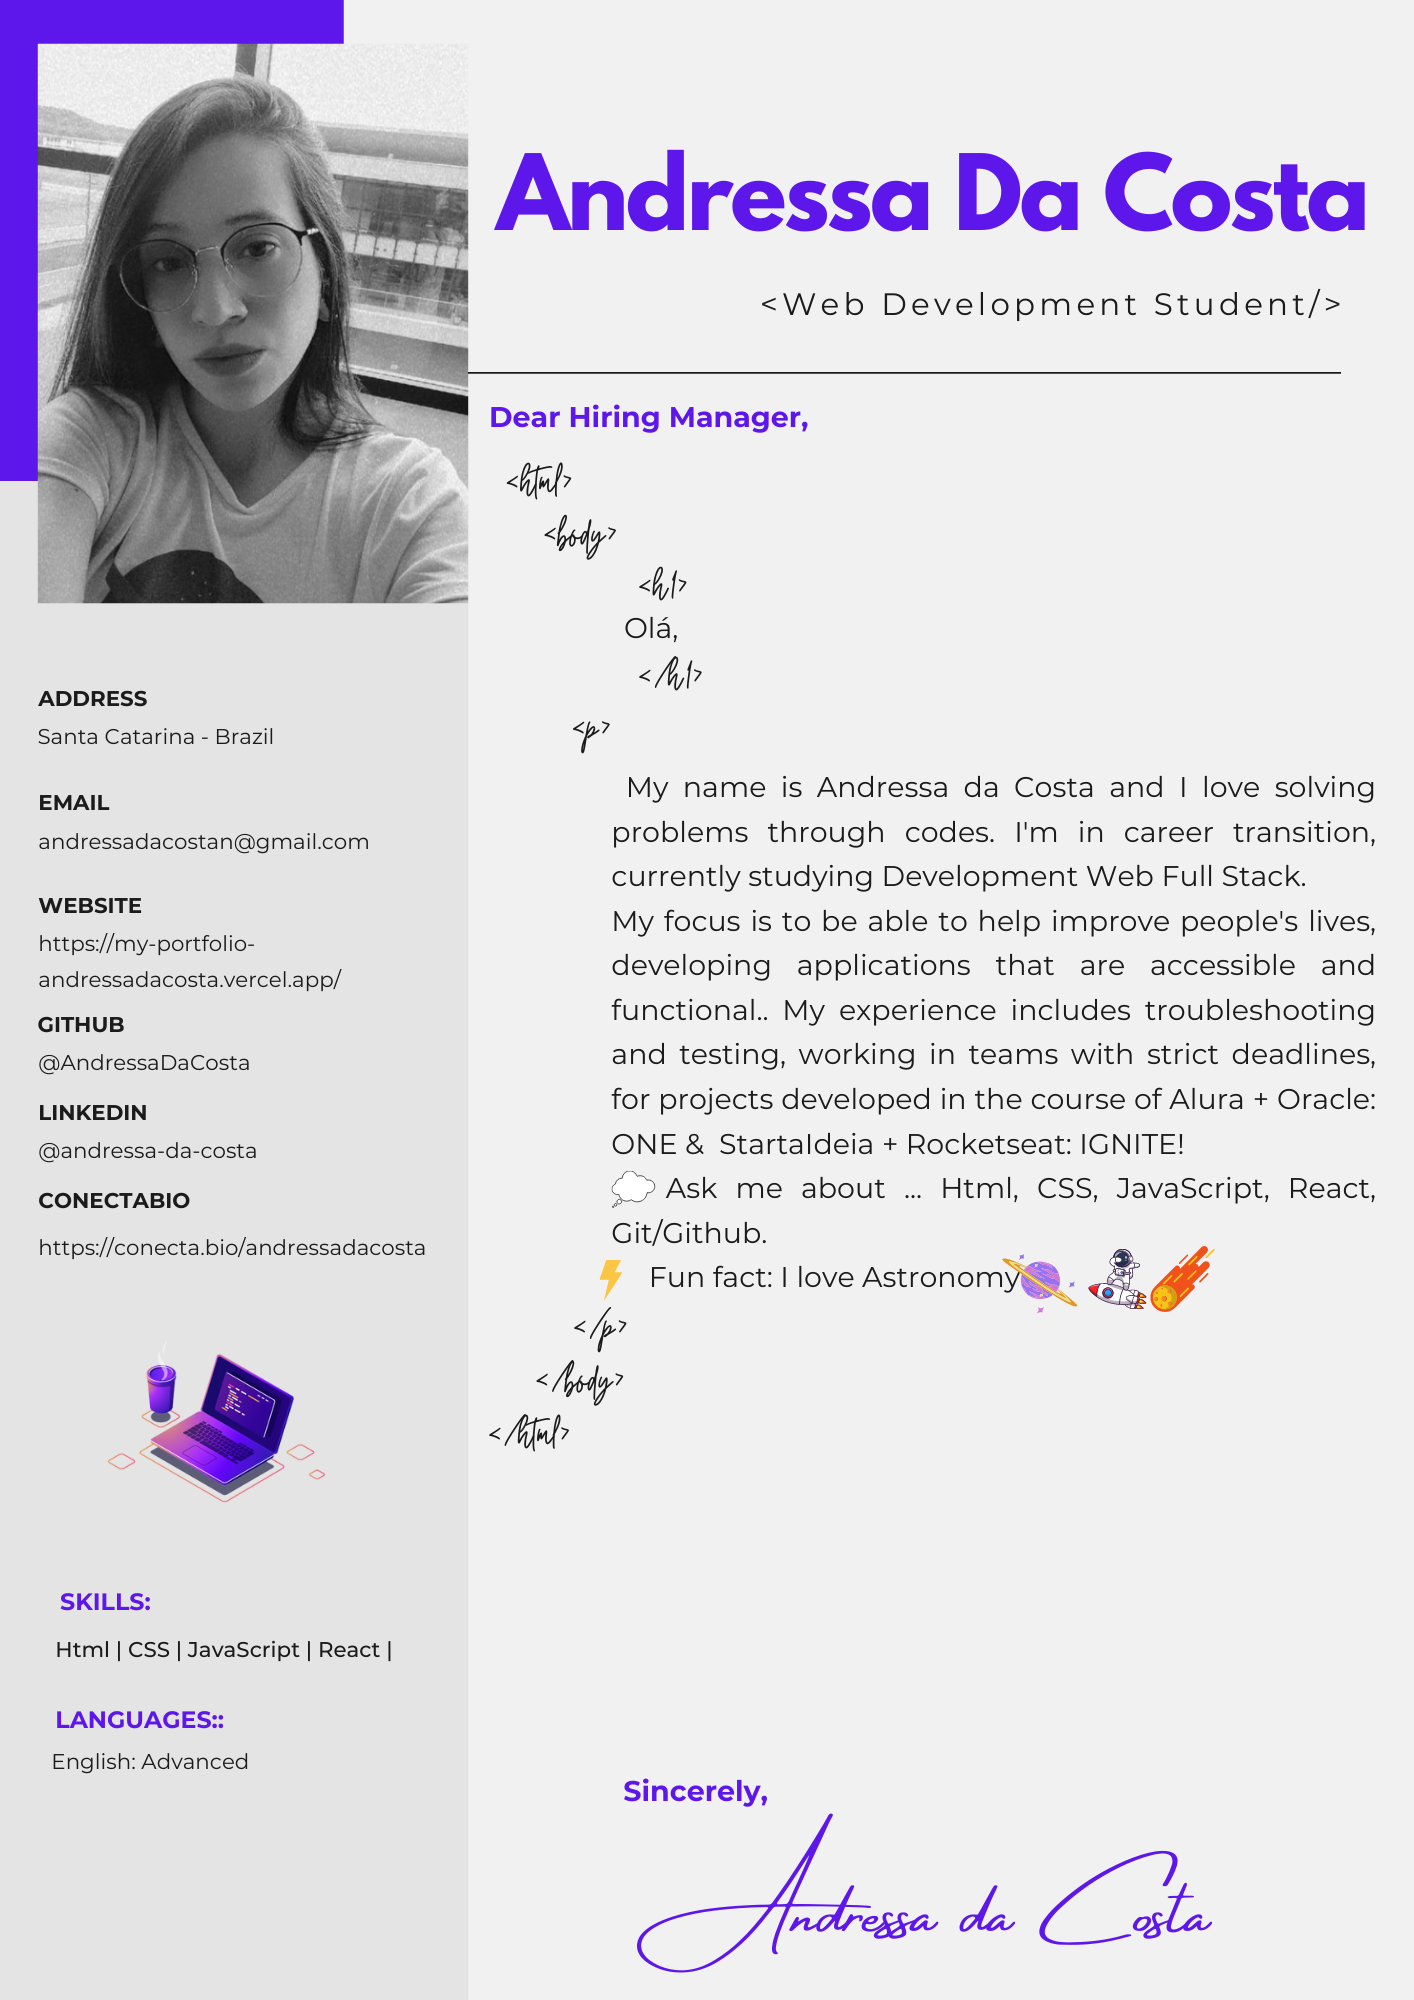 Andressa Da Costa
<Web Development Student/>
Dear Hiring Manager,
<html>
<body>
<h1>
Olá,
</h1>
<p>
My name is Andressa da Costa and I love solving
problems through codes. I'm in career transition,
currently studying Development Web Full Stack.
My focus is to be able to help improve people's lives,
developing applications that are accessible and
functional.. My experience includes troubleshooting
and testing, working in teams with strict deadlines,
for projects developed in the course of Alura + Oracle:
ONE & StartaIdeia + Rocketseat: IGNITE!
Ask me about ... Html, CSS, JavaScript, React,
Git/Github.
Fun fact: I love Astronomy
</p>
</body>
</html>
Sincerely,
Andressa da Costa
ADDRESS
Santa Catarina - Brazil
EMAIL
andressadacostan@gmail.com
WEBSITE
https://my-portfolio-
andressadacosta.vercel.app/
GITHUB
@AndressaDaCosta
LINKEDIN
@andressa-da-costa
CONECTABIO
https://conecta.bio/andressadacosta
SKILLS:
Html | CSS | JavaScript | React |
LANGUAGES::
English: Advanced